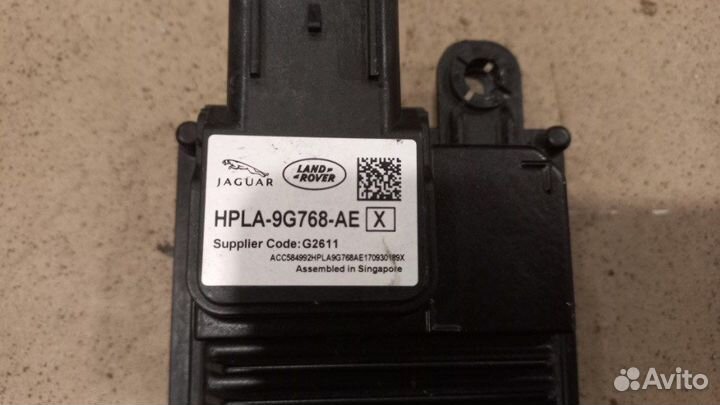 JAGUAR
LAND ROVER
HPLA-9G768-AE X
Supplier Code:G2611
ACC584992HPLA9G768AE170930189X
Assembled in Singapore
Avito